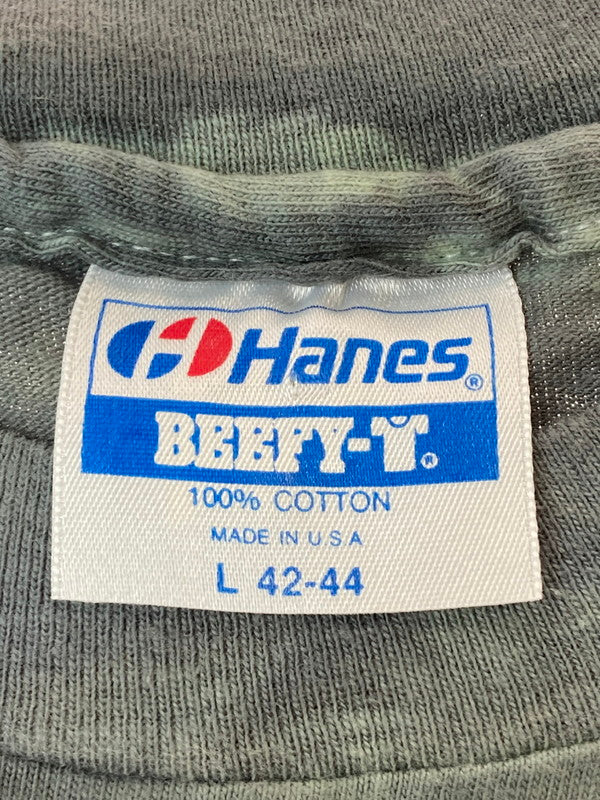 Hanes®
BEEFY-T®
100% COTTON
MADE IN U S A
L 42-44